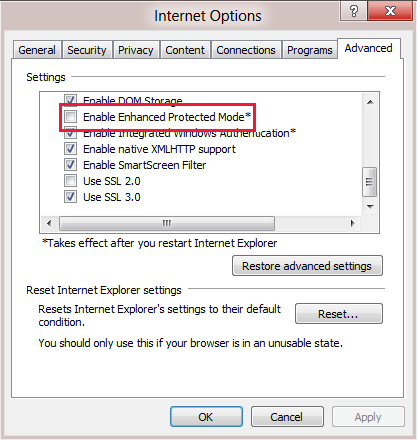 Internet Options
?
General Security Privacy Content Connections Programs Advanced
Settings
Enable DOM Storage
Enable Enhanced Protected Mode*
Enable Integrated Windows Authentication*
Enable native XMLHTTP support
Enable SmartScreen Filter
Use SSL 2.0
Use SSL 3.0
*Takes effect after you restart Internet Explorer
Restore advanced settings
Reset Internet Explorer settings
Resets Internet Explorer's settings to their default
condition.
Reset...
You should only use this if your browser is in an unusable state.
OK Cancel Apply